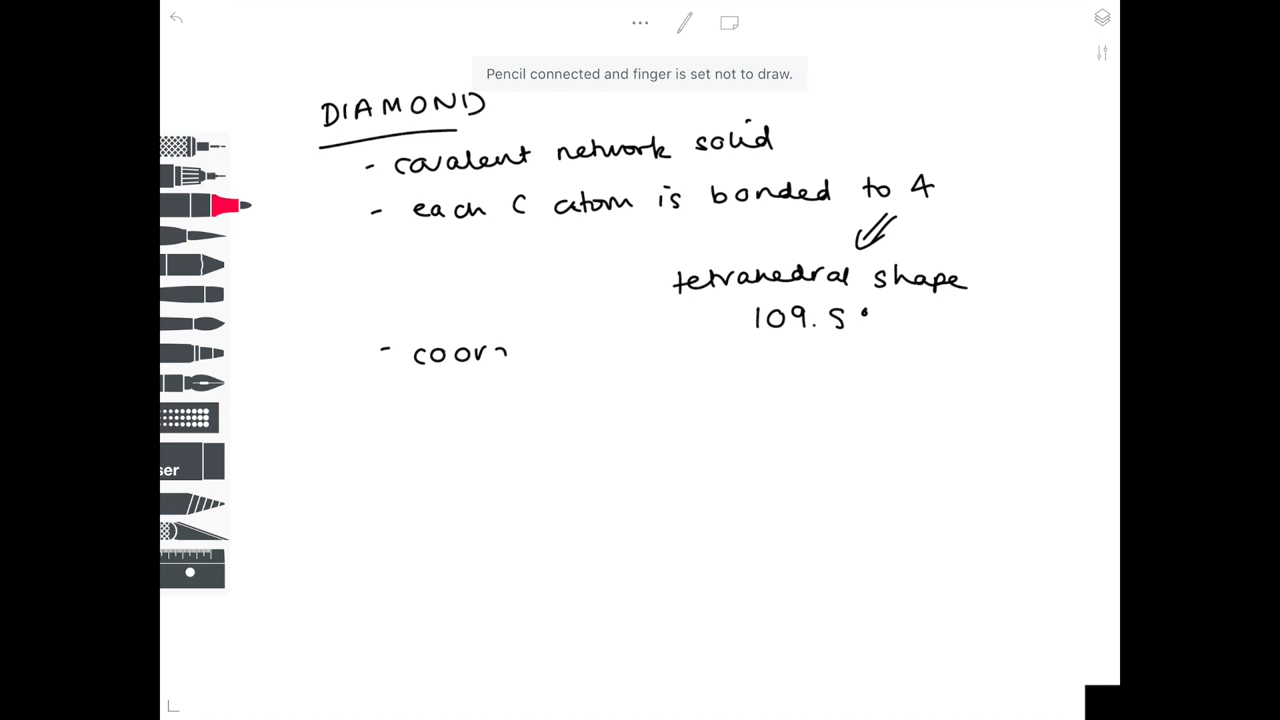 Pencil connected and finger is set not to draw.
DIAMOND
- covalent network solid
- each C atom is bonded to 4
tetrahedral shape
109.5°
- coor
ser